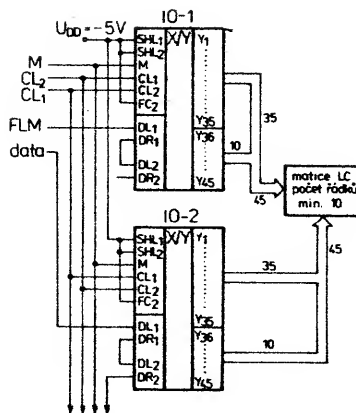 U_DD = -5V
IO-1
M
CL2
CL1
FLM
data
SHL1
SHL2
M
CL1
CL2
FC2
DL1
DR1
DL2
DR2
X/Y
Y1
Y35
Y36
Y45
35
10
45
matice LC
počet řádků
min. 10
45
IO-2
SHL1
SHL2
M
CL1
CL2
FC2
DL1
DR1
DL2
DR2
X/Y
Y1
Y35
Y36
Y45
35
10